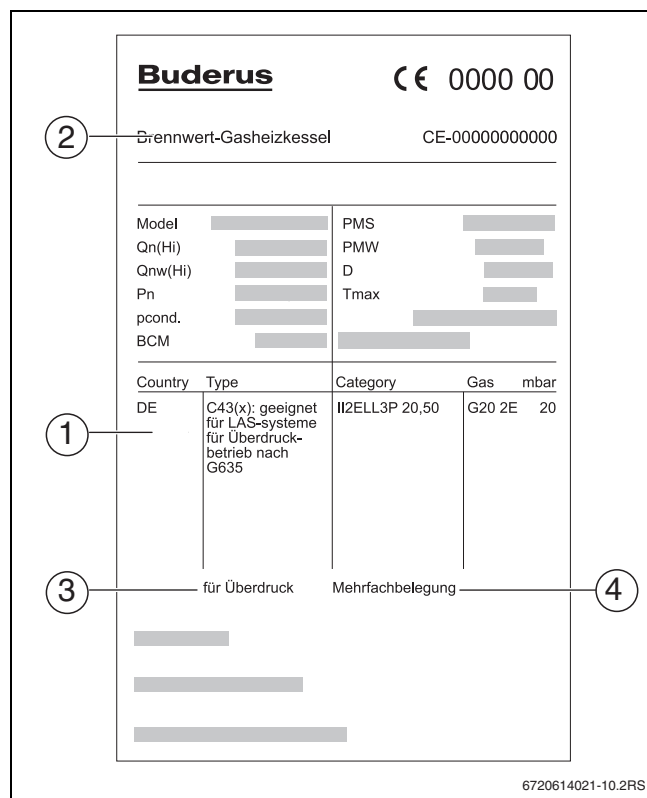 Buderus CE 0000 00
2 Brennwert-Gasheizkessel CE-00000000000
Model PMS
Qn(Hi) PMW
Qnw(Hi) D
Pn Tmax
pcond.
BCM
Country Type Category Gas mbar
DE C43(x): geeignet II2ELL3P 20,50 G20 2E 20
für LAS-systeme
1 für Überdruck-
betrieb nach
G635
3 für Überdruck Mehrfachbelegung 4
6720614021-10.2RS